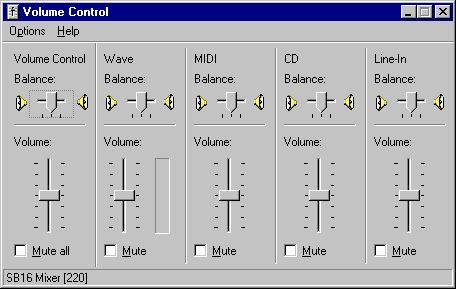 Volume Control
Options Help
Volume Control Wave MIDI CD Line-In
Balance: Balance: Balance: Balance: Balance:
Volume: Volume: Volume: Volume: Volume:
Mute all Mute Mute Mute Mute
SB16 Mixer [220]